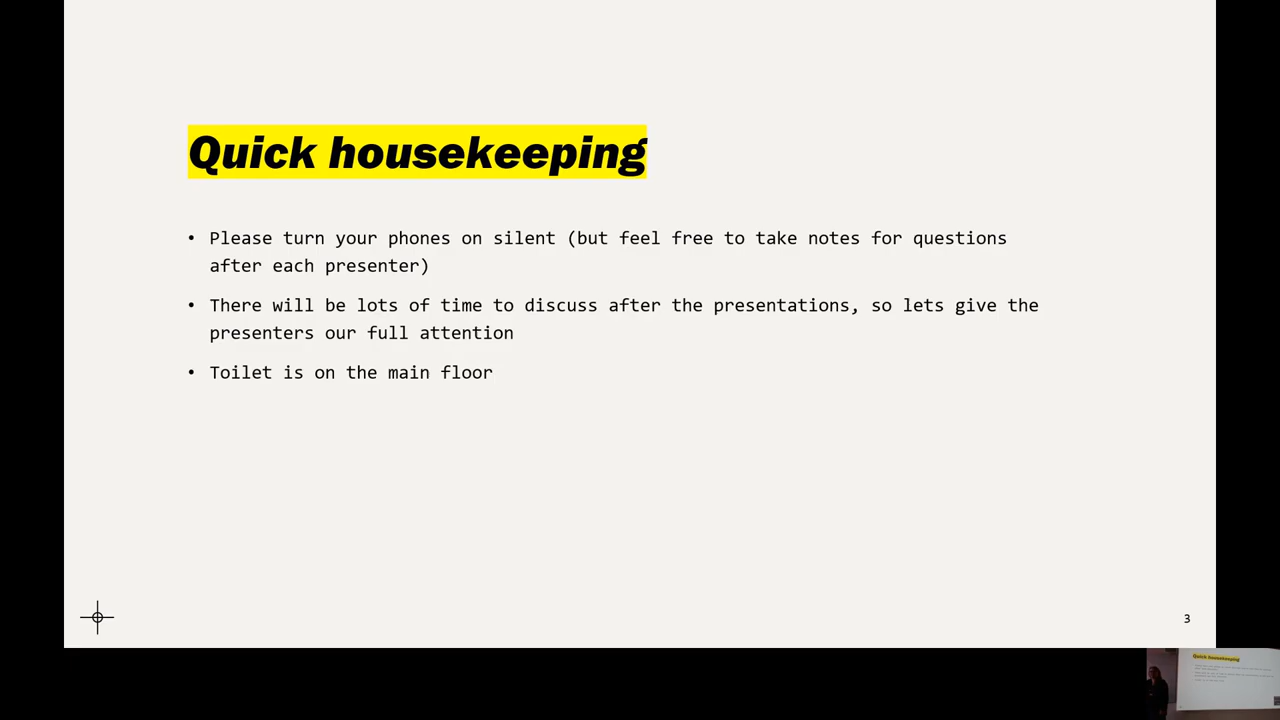 Quick housekeeping
• Please turn your phones on silent (but feel free to take notes for questions
after each presenter)
• There will be lots of time to discuss after the presentations, so lets give the
presenters our full attention
• Toilet is on the main floor
3
Quick housekeeping